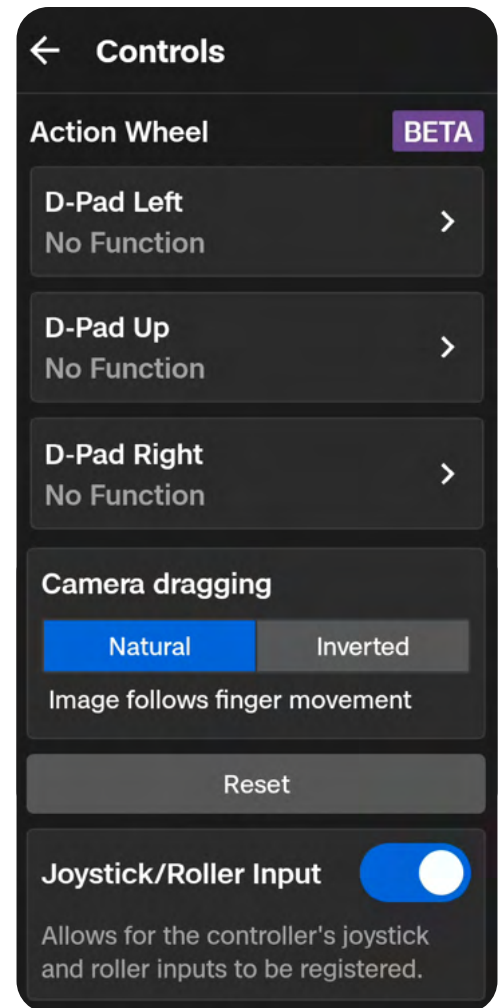 Controls
Action Wheel
BETA
D-Pad Left
No Function
D-Pad Up
No Function
D-Pad Right
No Function
Camera dragging
Natural
Inverted
Image follows finger movement
Reset
Joystick/Roller Input
Allows for the controller's joystick
and roller inputs to be registered.